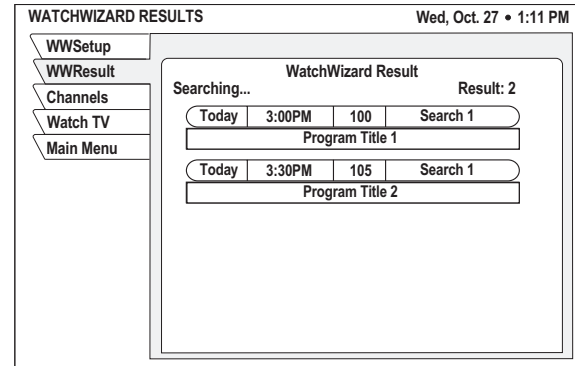 WATCHWIZARD RESULTS Wed, Oct. 27 • 1:11 PM
WWSetup
WWResult
Channels
Watch TV
Main Menu
WatchWizard Result
Searching... Result: 2
Today 3:00PM 100 Search 1
Program Title 1
Today 3:30PM 105 Search 1
Program Title 2